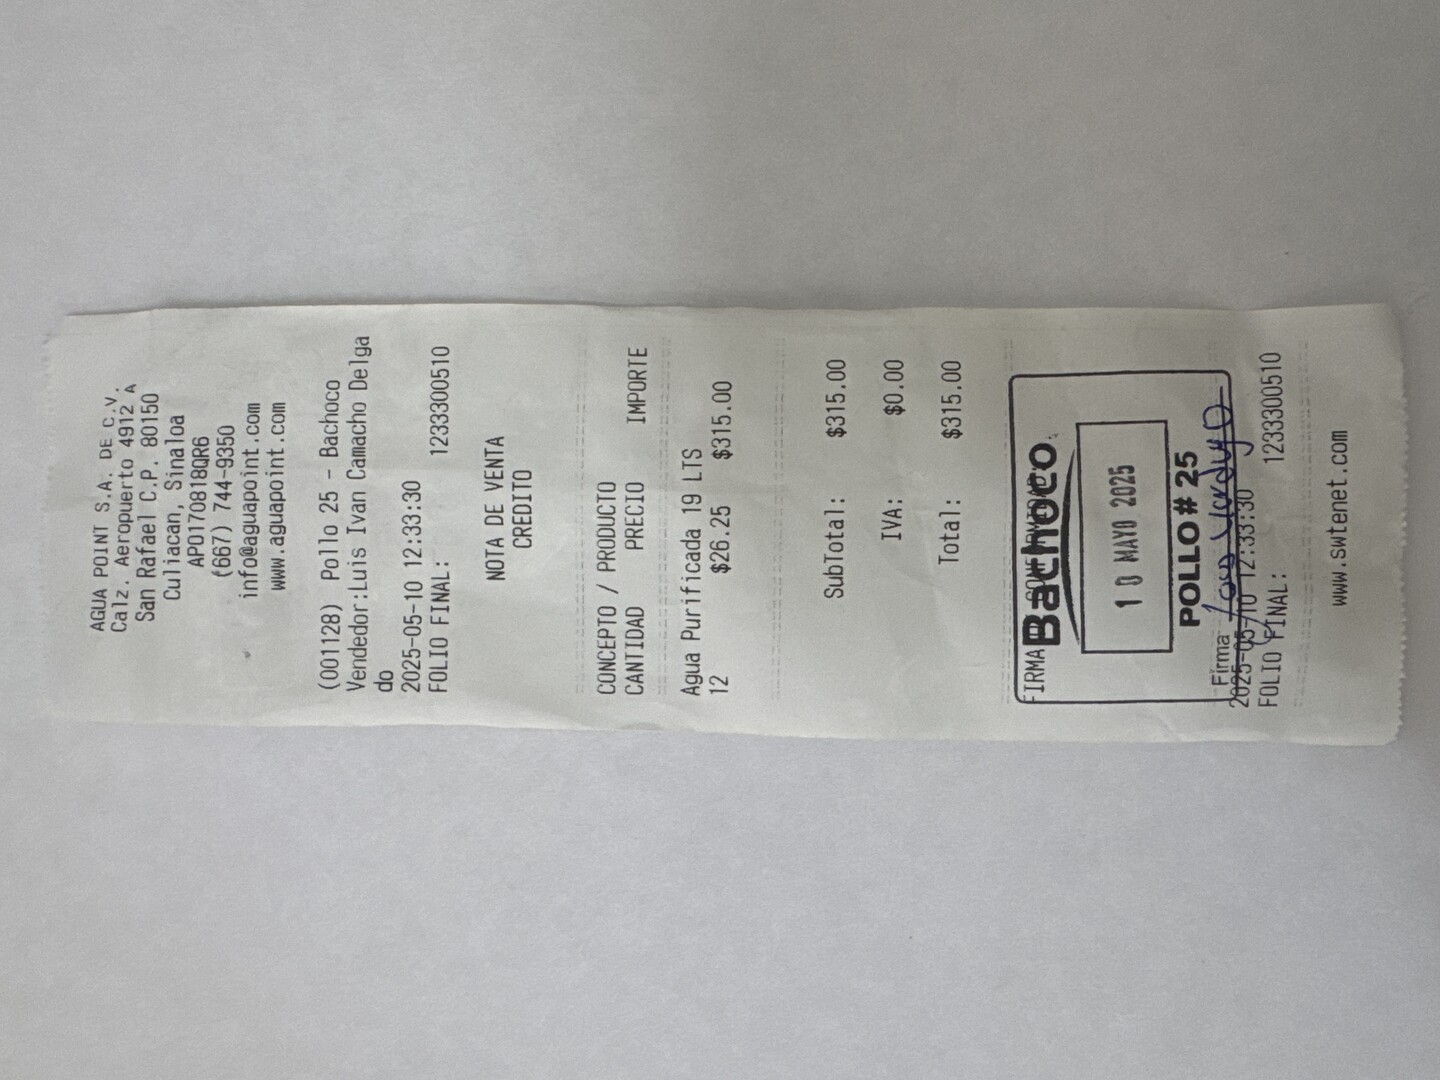 AGUA POINT S.A. DE C.V.
Calz. Aeropuerto 4912 A
San Rafael C.P. 80150
Culiacan, Sinaloa
APO170818QR6
(667) 744-9350
info@aguapoint.com
www.aguapoint.com
(001128) Pollo 25 - Bachoco
Vendedor:Luis Ivan Camacho Delga
do
2025-05-10 12:33:30
FOLIO FINAL: 1233300510
NOTA DE VENTA
CREDITO
CONCEPTO / PRODUCTO
CANTIDAD PRECIO IMPORTE
Agua Purificada 19 LTS
12 $26.25 $315.00
SubTotal: $315.00
IVA: $0.00
Total: $315.00
FIRMA
Bachoco
10 MAYO 2025
POLLO # 25
Firma
2025-05-10 12:33:30
FOLIO FINAL: 1233300510
www.swtenet.com